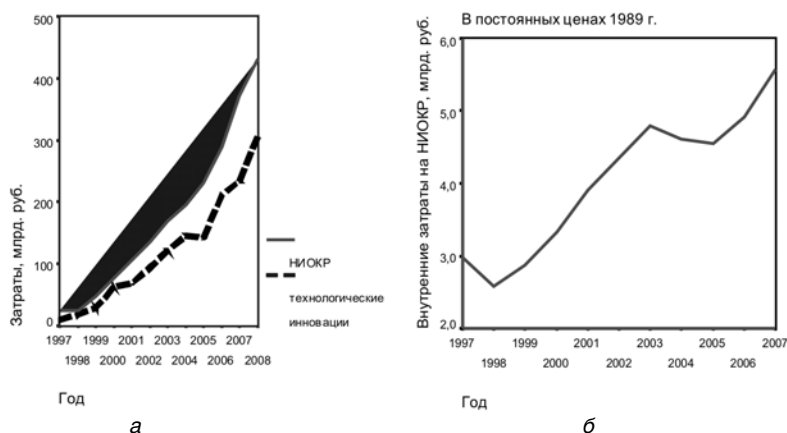 500
400
300
200
100
0
Затраты, млрд. руб.
1997 1999 2001 2003 2005 2007
1998 2000 2002 2004 2006 2008
Год
НИОКР
технологические
инновации
а
В постоянных ценах 1989 г.
6,0
5,0
4,0
3,0
2,0
Внутренние затраты на НИОКР, млрд. руб.
1997 1999 2001 2003 2005 2007
1998 2000 2002 2004 2006
Год
б